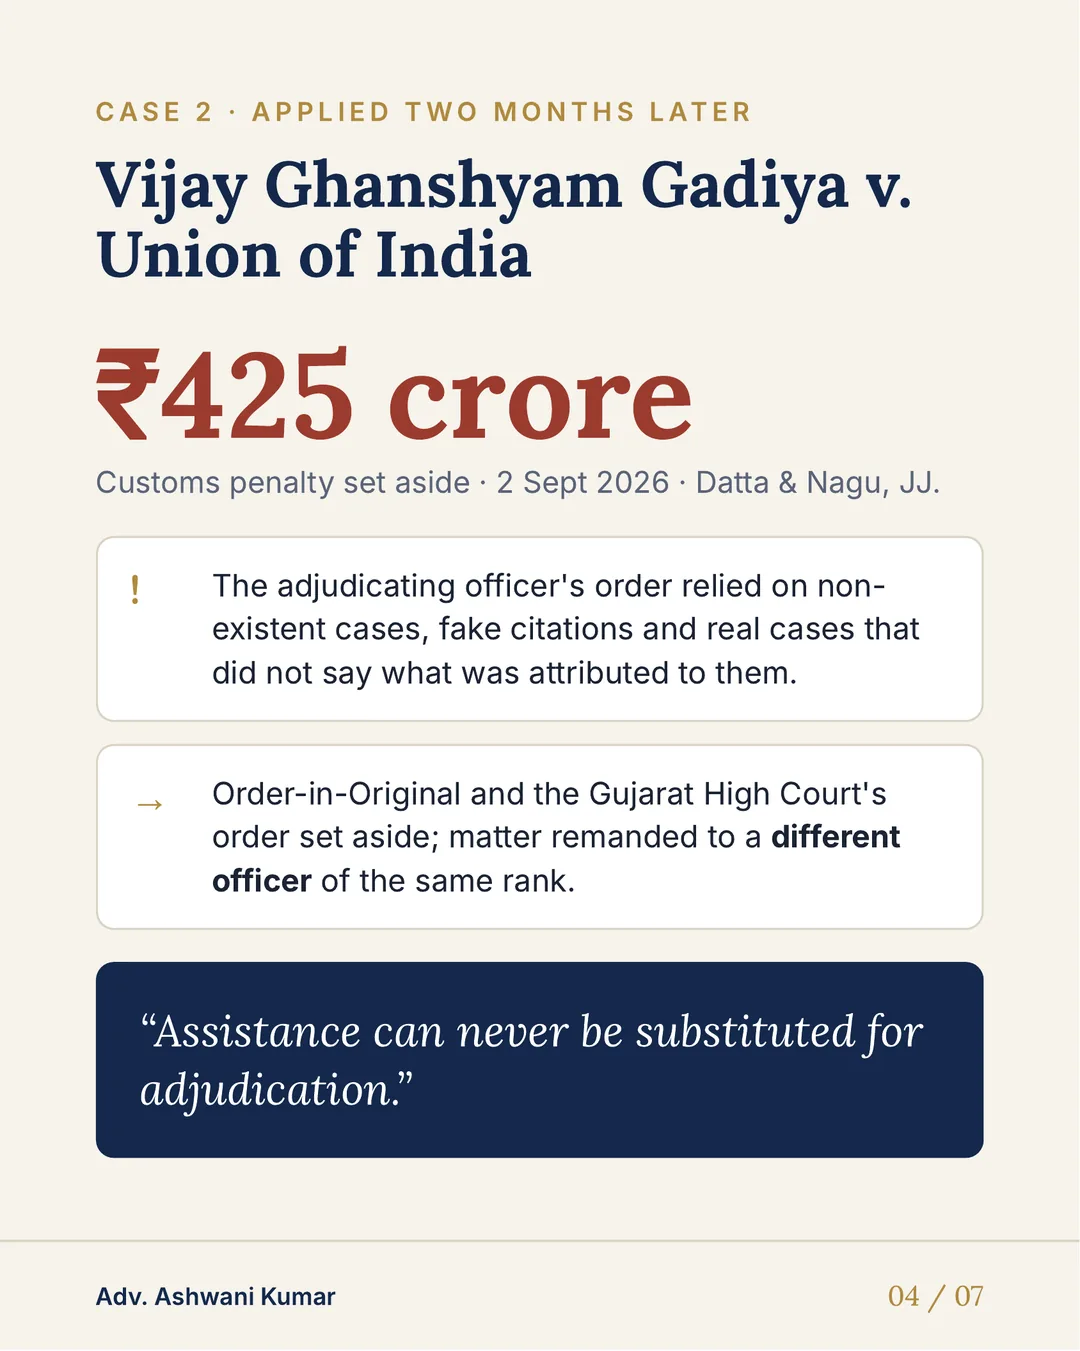 CASE 2 · APPLIED TWO MONTHS LATER
Vijay Ghanshyam Gadiya v.
Union of India
₹425 crore
Customs penalty set aside · 2 Sept 2026 · Datta & Nagu, JJ.
! The adjudicating officer's order relied on non-
existent cases, fake citations and real cases that
did not say what was attributed to them.
→ Order-in-Original and the Gujarat High Court's
order set aside; matter remanded to a different
officer of the same rank.
“Assistance can never be substituted for
adjudication.”
Adv. Ashwani Kumar
04 / 07